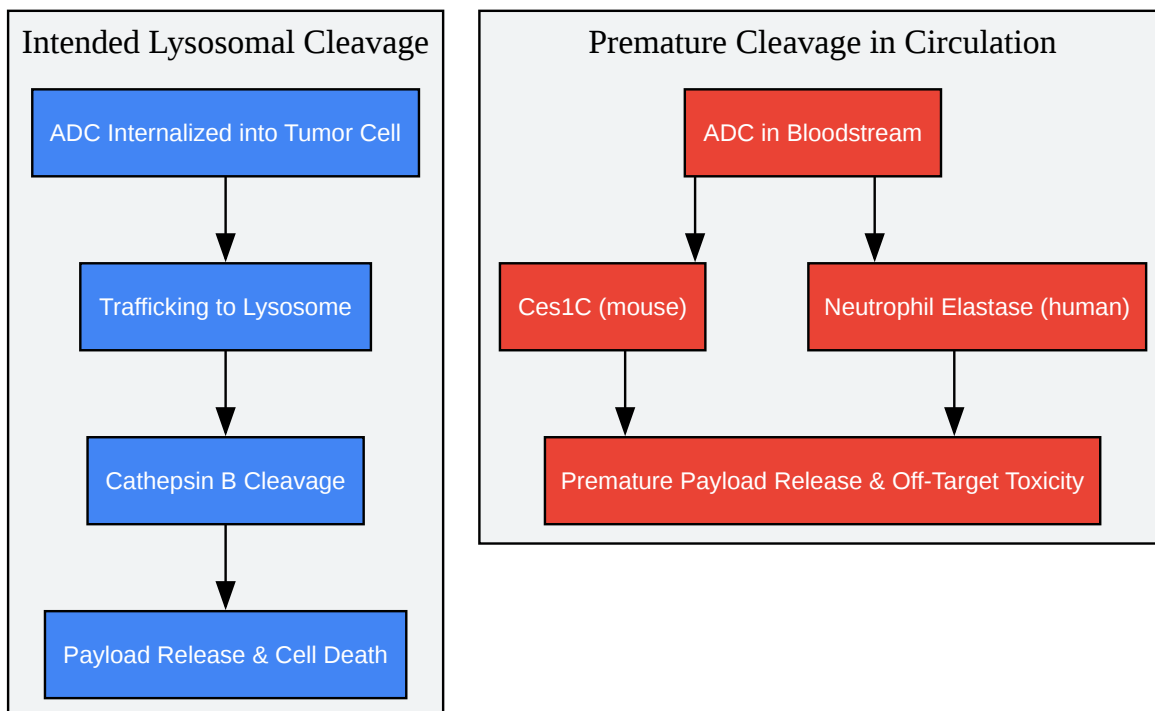 Intended Lysosomal Cleavage
ADC Internalized into Tumor Cell
Trafficking to Lysosome
Cathepsin B Cleavage
Payload Release & Cell Death
Premature Cleavage in Circulation
ADC in Bloodstream
Ces1C (mouse)
Neutrophil Elastase (human)
Premature Payload Release & Off-Target Toxicity